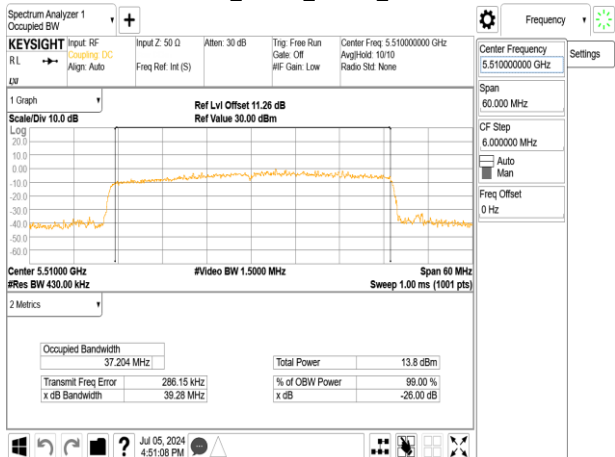 Spectrum Analyzer 1
Occupied BW
Frequency
KEYSIGHT
RL
Input: RF
Coupling: DC
Align: Auto
Input Z: 50 Ω
Freq Ref: Int (S)
Atten: 30 dB
Trig: Free Run
Gate: Off
#IF Gain: Low
Center Freq: 5.510000000 GHz
Avg|Hold: 10/10
Radio Std: None
Center Frequency
5.510000000 GHz
Settings
Span
60.000 MHz
CF Step
6.000000 MHz
Auto
Man
Freq Offset
0 Hz
1 Graph
Scale/Div 10.0 dB
Ref Lvl Offset 11.26 dB
Ref Value 30.00 dBm
Log
20.0
10.0
0.00
-10.0
-20.0
-30.0
-40.0
-50.0
-60.0
Center 5.51000 GHz
#Video BW 1.5000 MHz
Span 60 MHz
#Res BW 430.00 kHz
Sweep 1.00 ms (1001 pts)
2 Metrics
Occupied Bandwidth
37.204 MHz
Total Power 13.8 dBm
Transmit Freq Error 286.15 kHz
% of OBW Power 99.00 %
x dB Bandwidth 39.28 MHz
x dB -26.00 dB
?
Jul 05, 2024
4:51:08 PM